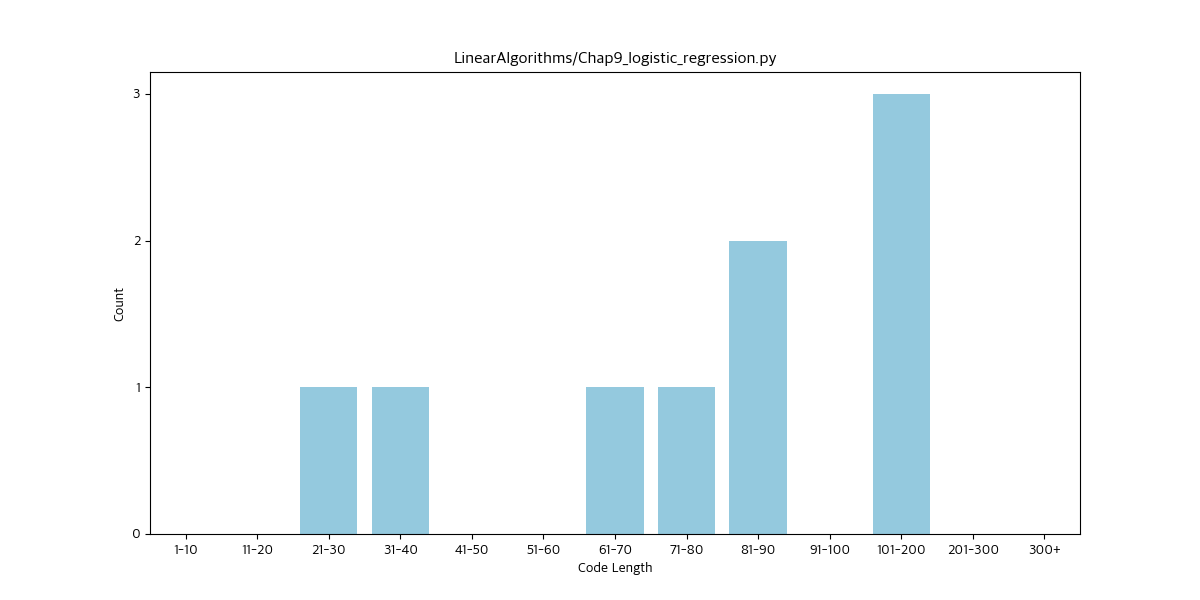 LinearAlgorithms/Chap9_logistic_regression.py
3
2
1
0
Count
1-10 11-20 21-30 31-40 41-50 51-60 61-70 71-80 81-90 91-100 101-200 201-300 300+
Code Length